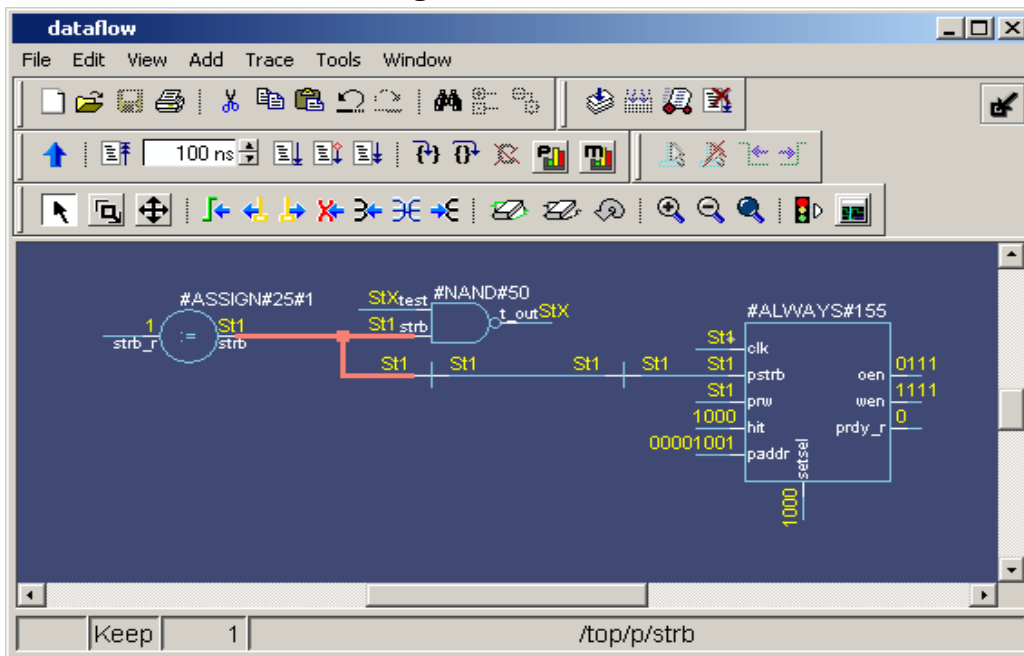 dataflow
File Edit View Add Trace Tools Window
100 ns
#ASSIGN#25#1
1
strb_r
:=
St1
strb
StX
test
#NAND#50
St1
strb
t_out
StX
St1
St1
St1
St1
#ALWAYS#155
St1
clk
St1
pstrb
oen
0111
St1
prw
wen
1111
1000
hit
prdy_r
0
00001001
paddr
setsel
1000
Keep
1
/top/p/strb